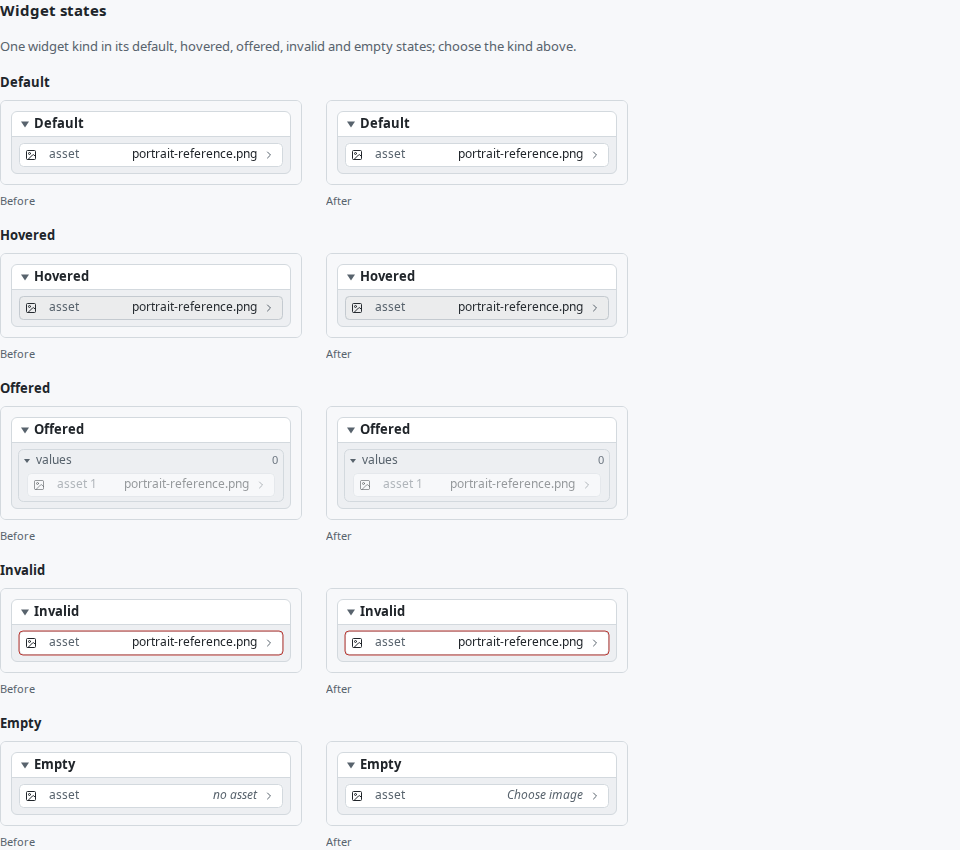 Widget states
One widget kind in its default, hovered, offered, invalid and empty states; choose the kind above.
Default
Default
asset portrait-reference.png
Default
asset portrait-reference.png
Before
After
Hovered
Hovered
asset portrait-reference.png
Hovered
asset portrait-reference.png
Before
After
Offered
Offered
values 0
asset 1 portrait-reference.png
Offered
values 0
asset 1 portrait-reference.png
Before
After
Invalid
Invalid
asset portrait-reference.png
Invalid
asset portrait-reference.png
Before
After
Empty
Empty
asset no asset
Empty
asset Choose image
Before
After